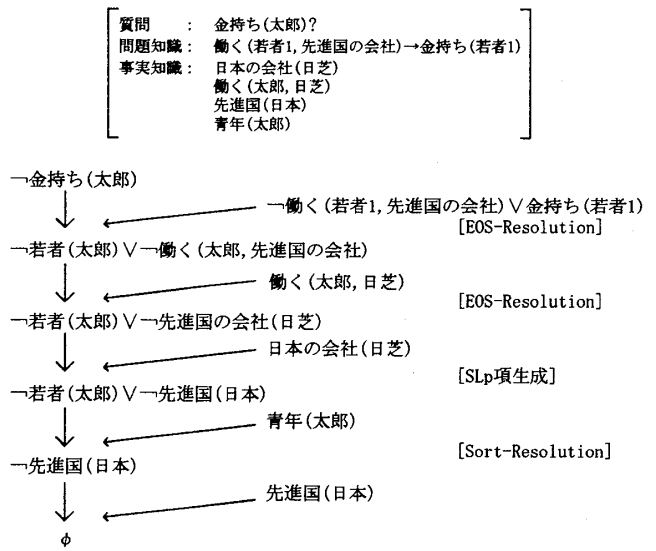 質問 : 金持ち(太郎)?
問題知識: 働く(若者1,先進国の会社)→金持ち(若者1)
事実知識: 日本の会社(日芝)
働く(太郎,日芝)
先進国(日本)
青年(太郎)
¬金持ち(太郎)
¬働く(若者1,先進国の会社)∨金持ち(若者1)
[EOS-Resolution]
¬若者(太郎)∨¬働く(太郎,先進国の会社)
働く(太郎,日芝)
[EOS-Resolution]
¬若者(太郎)∨¬先進国の会社(日芝)
日本の会社(日芝)
[SLp項生成]
¬若者(太郎)∨¬先進国(日本)
青年(太郎)
[Sort-Resolution]
¬先進国(日本)
先進国(日本)
φ